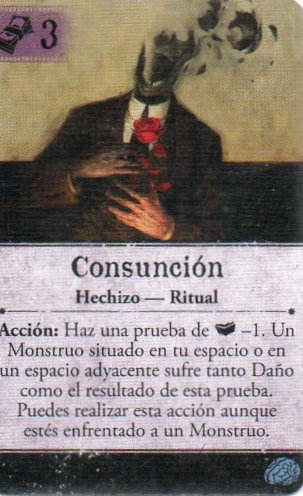 3
Consunción
Hechizo — Ritual
Acción: Haz una prueba de –1. Un
Monstruo situado en tu espacio o en
un espacio adyacente sufre tanto Daño
como el resultado de esta prueba.
Puedes realizar esta acción aunque
estés enfrentado a un Monstruo.